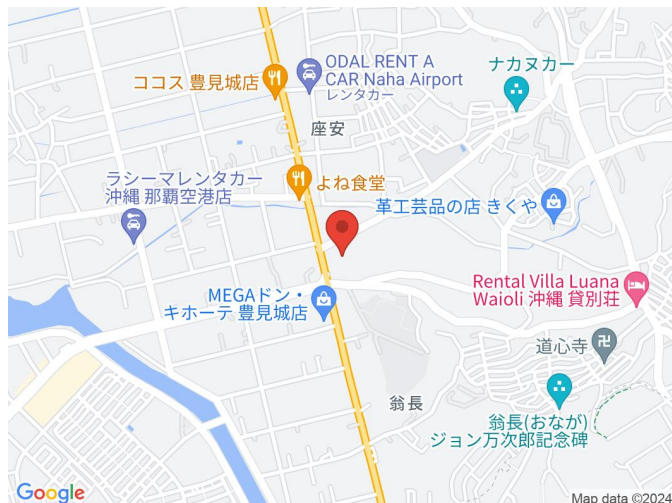 ココス 豊見城店
ODAL RENT A
CAR Naha Airport
レンタカー
ナカヌカー
座安
ラシーマレンタカー
沖縄 那覇空港店
よね食堂
革工芸品の店 きくや
MEGAドン・
キホーテ 豊見城店
Rental Villa Luana
Waioli 沖縄 貸別荘
道心寺
翁長
翁長(おなが)
ジョン万次郎記念碑
Google
Map data ©2024